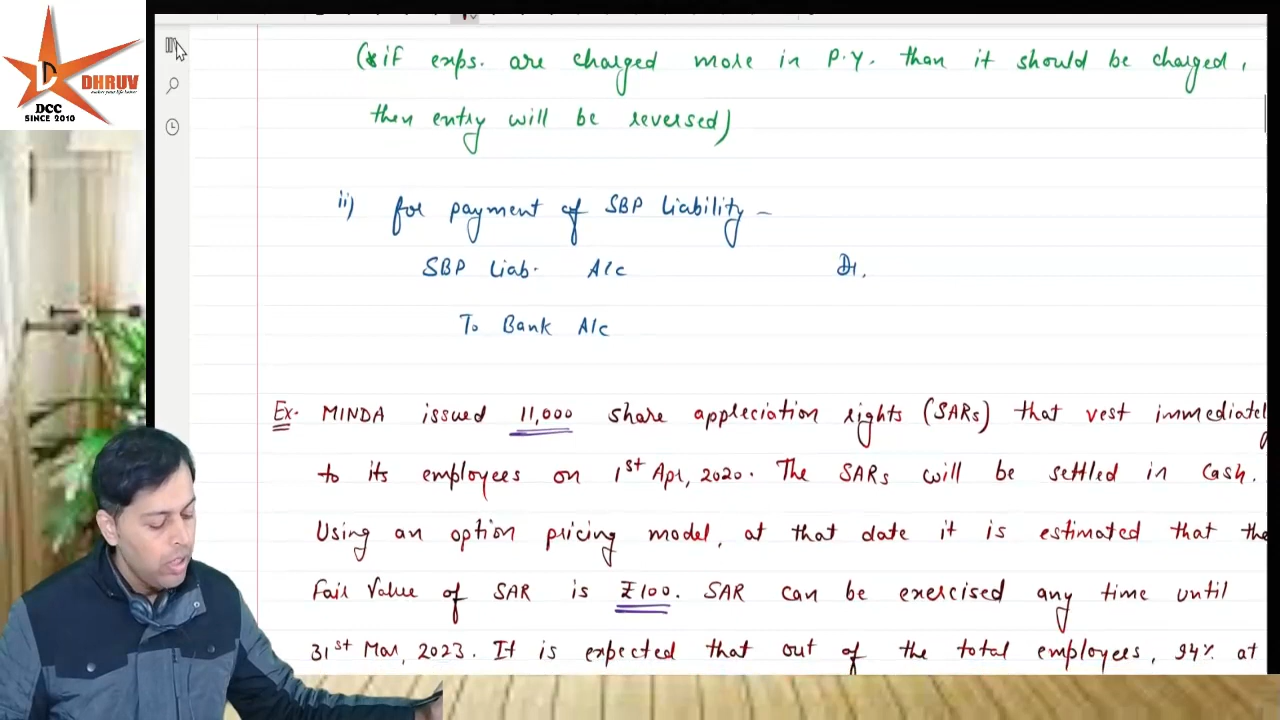 DHRUV
DCC
SINCE 2010
(*if exps. are charged more in P.Y. than it should be charged,
then entry will be reversed)
ii) for payment of SBP liability -
SBP Liab. A/c Dr.
To Bank A/c
Ex. MINDA issued 11,000 share appleciation rights (SARs) that vest immediately
to its employees on 1st Apr, 2020. The SARs will be settled in cash.
Using an option pricing model, at that date it is estimated that the
fair value of SAR is ₹100. SAR can be exercised any time until
31st Mar, 2023. It is expected that out of the total employees, 94% at